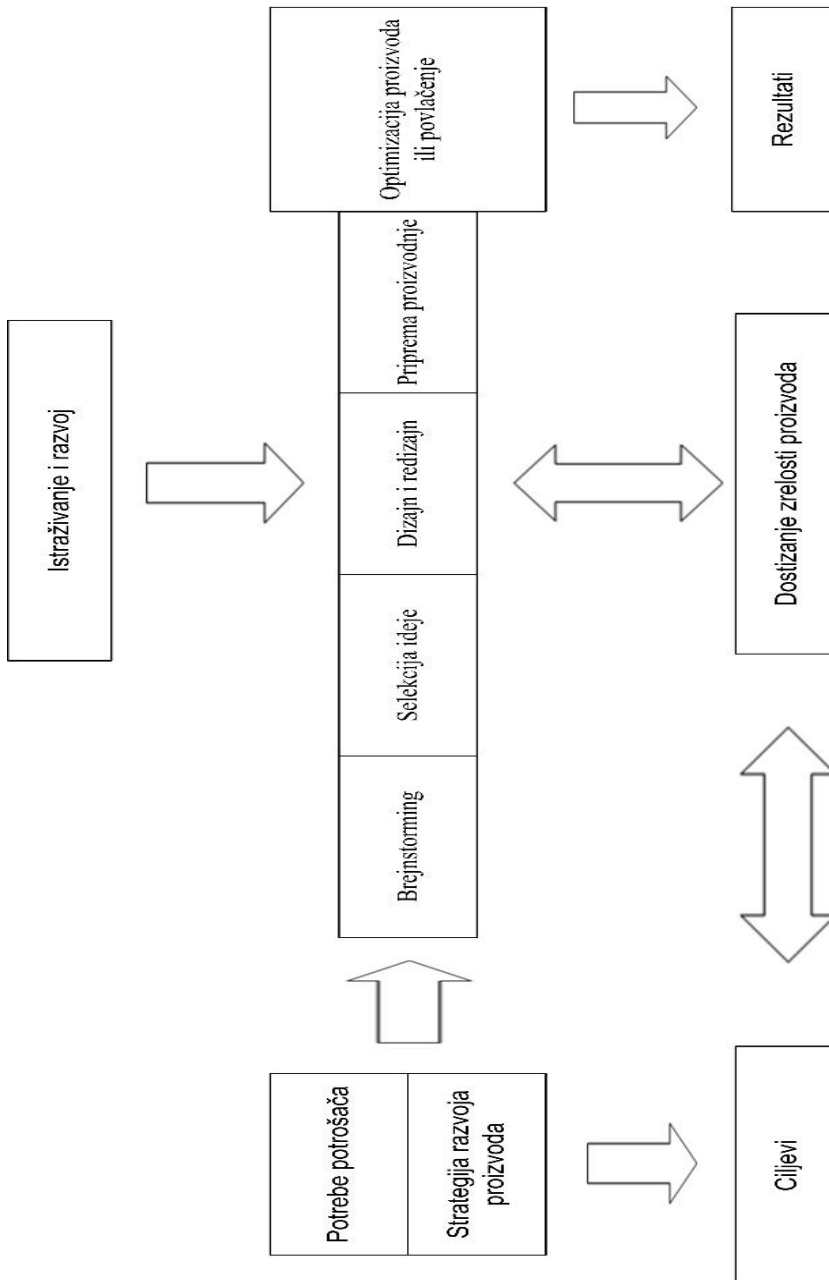 Istraživanje i razvoj
Potrebe potrošača
Strategija razvoja
proizvoda
Brejnstorming
Selekcija ideje
Dizajn i redizajn
Priprema proizvodnje
Optimizacija proizvoda
ili povlačenje
Ciljevi
Dostizanje zrelosti proizvoda
Rezultati